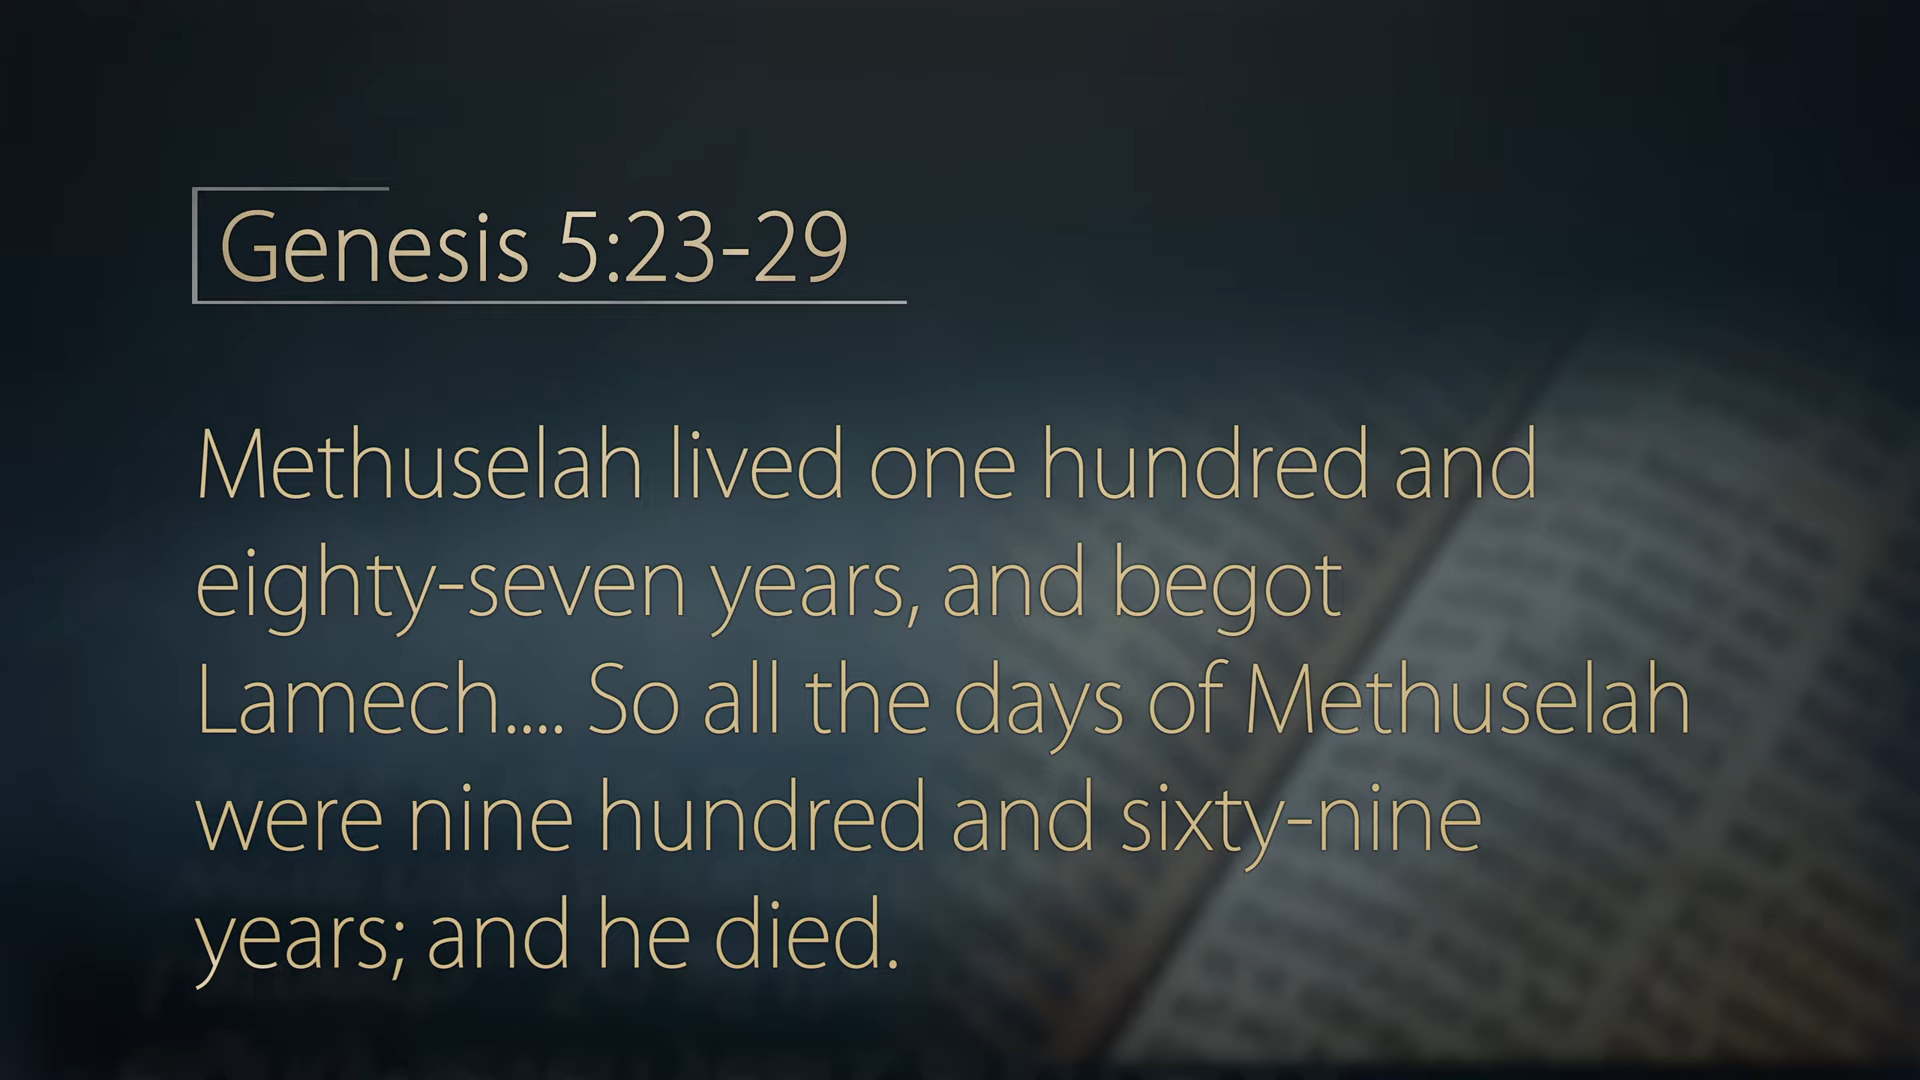 Genesis 5:23-29
Methuselah lived one hundred and
eighty-seven years, and begot
Lamech.... So all the days of Methuselah
were nine hundred and sixty-nine
years; and he died.